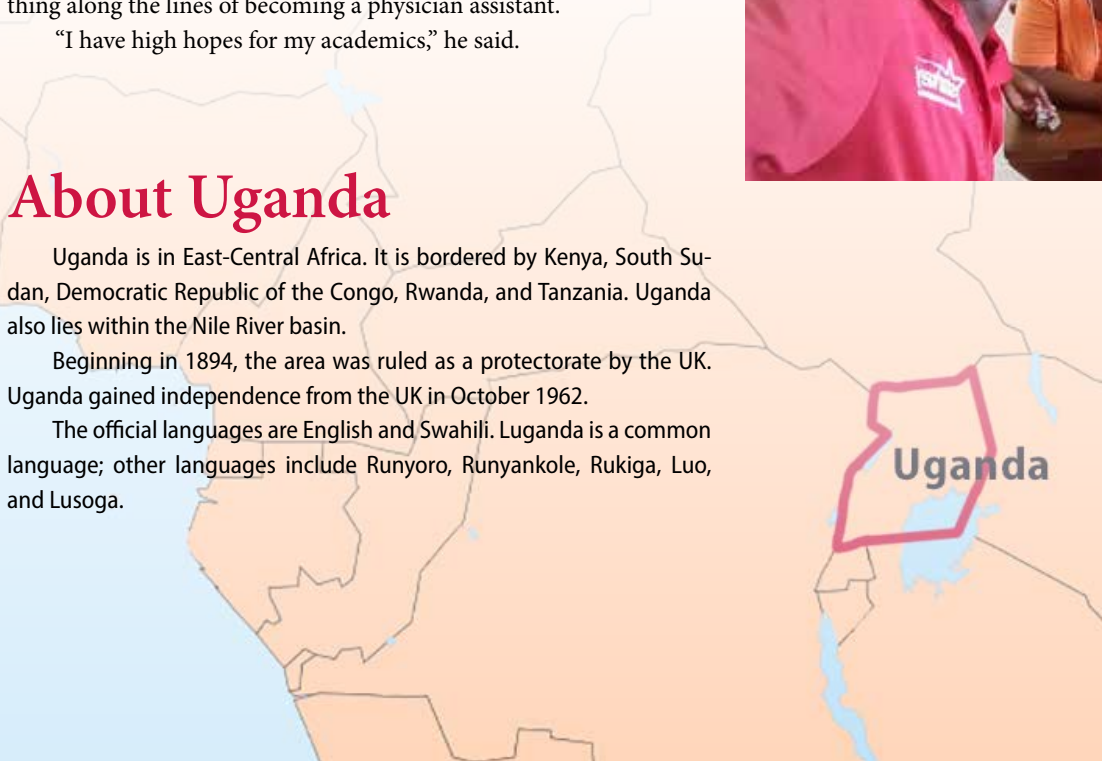 thing along the lines of becoming a physician assistant.
“I have high hopes for my academics,” he said.
About Uganda
Uganda is in East-Central Africa. It is bordered by Kenya, South Su-
dan, Democratic Republic of the Congo, Rwanda, and Tanzania. Uganda
also lies within the Nile River basin.
Beginning in 1894, the area was ruled as a protectorate by the UK.
Uganda gained independence from the UK in October 1962.
The official languages are English and Swahili. Luganda is a common
language; other languages include Runyoro, Runyankole, Rukiga, Luo,
and Lusoga.
Uganda